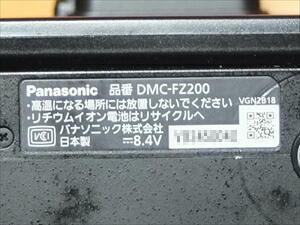 Panasonic 品番 DMC-FZ200
・高温になる場所には放置しないでください
VGN2818
・リチウムイオン電池はリサイクルへ
パナソニック株式会社
日本製 ⎓8.4V
VCI